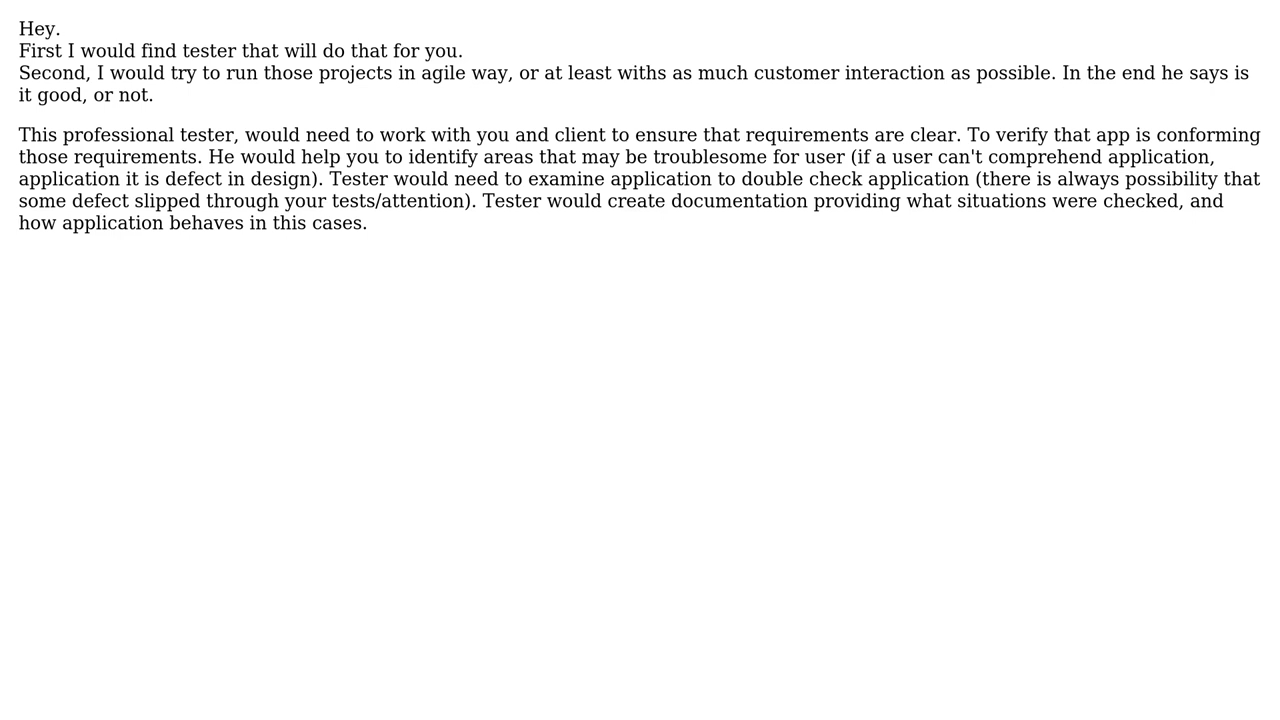 Hey.
First I would find tester that will do that for you.
Second, I would try to run those projects in agile way, or at least withs as much customer interaction as possible. In the end he says is
it good, or not.
This professional tester, would need to work with you and client to ensure that requirements are clear. To verify that app is conforming
those requirements. He would help you to identify areas that may be troublesome for user (if a user can't comprehend application,
application it is defect in design). Tester would need to examine application to double check application (there is always possibility that
some defect slipped through your tests/attention). Tester would create documentation providing what situations were checked, and
how application behaves in this cases.